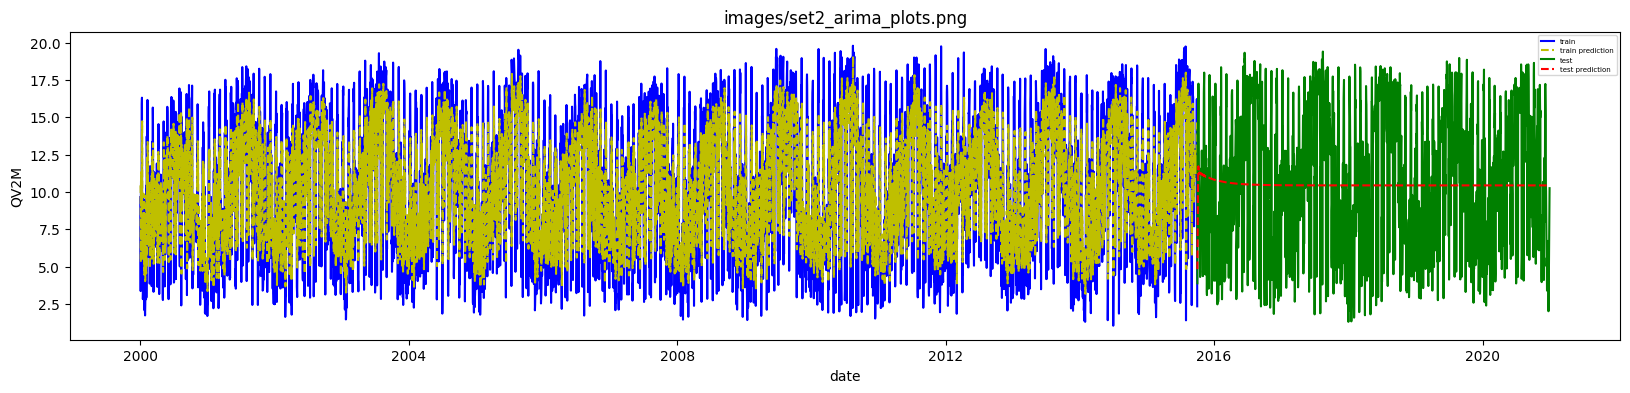 images/set2_arima_plots.png
20.0
17.5
15.0
12.5
10.0
7.5
5.0
2.5
QV2M
train
train prediction
test
test prediction
2000
2004
2008
2012
2016
2020
date